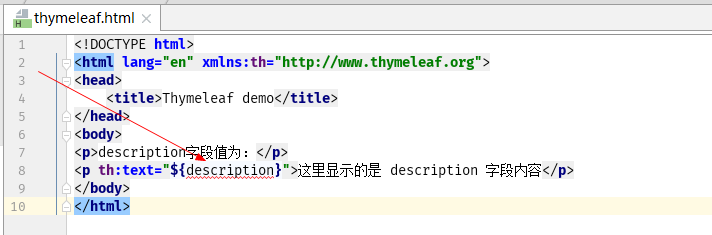 thymeleaf.html
H
1 <!DOCTYPE html>
2 <html lang="en" xmlns:th="http://www.thymeleaf.org">
3 <head>
4     <title>Thymeleaf demo</title>
5 </head>
6 <body>
7 <p>description字段值为：</p>
8 <p th:text="${description}">这里显示的是 description 字段内容</p>
9 </body>
10 </html>